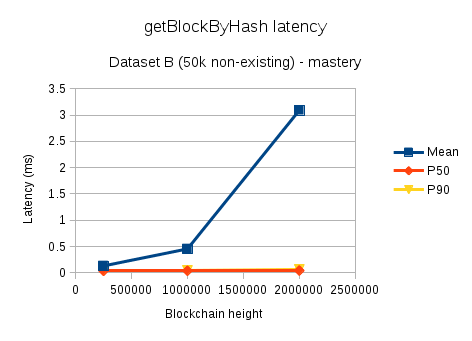 getBlockByHash latency
Dataset B (50k non-existing) - mastery
3.5
3
2.5
2
1.5
1
0.5
0
Latency (ms)
0 500000 1000000 1500000 2000000 2500000
Blockchain height
Mean
P50
P90